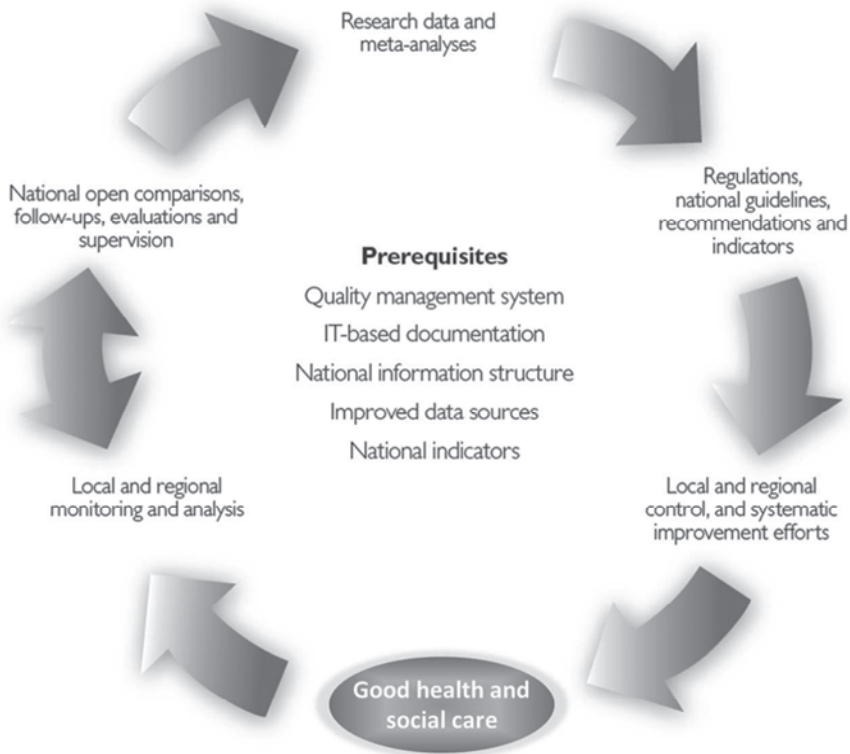 Research data and
meta-analyses
Regulations,
national guidelines,
recommendations and
indicators
National open comparisons,
follow-ups, evaluations and
supervision
Prerequisites
Quality management system
IT-based documentation
National information structure
Improved data sources
National indicators
Local and regional
monitoring and analysis
Local and regional
control, and systematic
improvement efforts
Good health and
social care